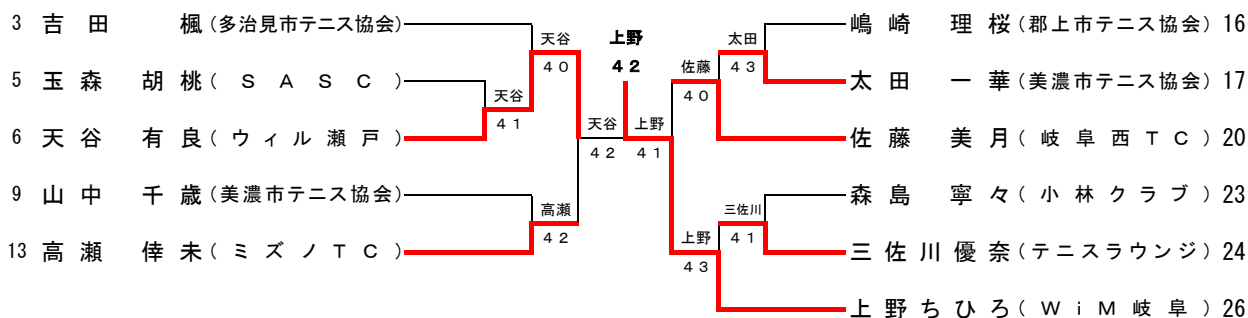 3 吉田 楓(多治見市テニス協会)
5 玉森 胡桃(SASC)
6 天谷 有良(ウィル瀬戸)
9 山中 千歳(美濃市テニス協会)
13 高瀬 倖未(ミズノTC)
天谷
41
天谷
40
高瀬
42
天谷
42
上野
42
上野
41
佐藤
40
太田
43
上野
43
三佐川
41
嶋崎 理桜(郡上市テニス協会) 16
太田 一華(美濃市テニス協会) 17
佐藤 美月(岐阜西TC) 20
森島 寧々(小林クラブ) 23
三佐川優奈(テニスラウンジ) 24
上野ちひろ(WiM岐阜) 26